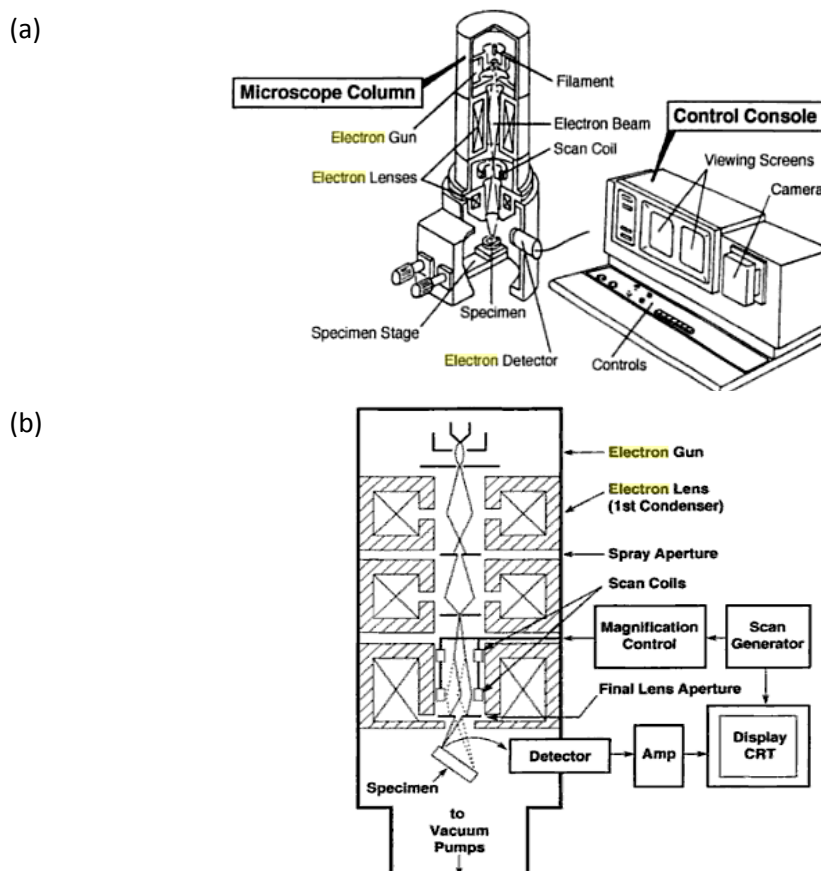 (a)
Filament
Microscope Column
Electron Beam
Electron Gun
Scan Coil
Electron Lenses
Control Console
Viewing Screens
Camera
Specimen
Specimen Stage
Electron Detector
Controls
(b)
Electron Gun
Electron Lens
(1st Condenser)
Spray Aperture
Scan Coils
Magnification
Control
Scan
Generator
Final Lens Aperture
Detector
Amp
Display
CRT
Specimen
to
Vacuum
Pumps